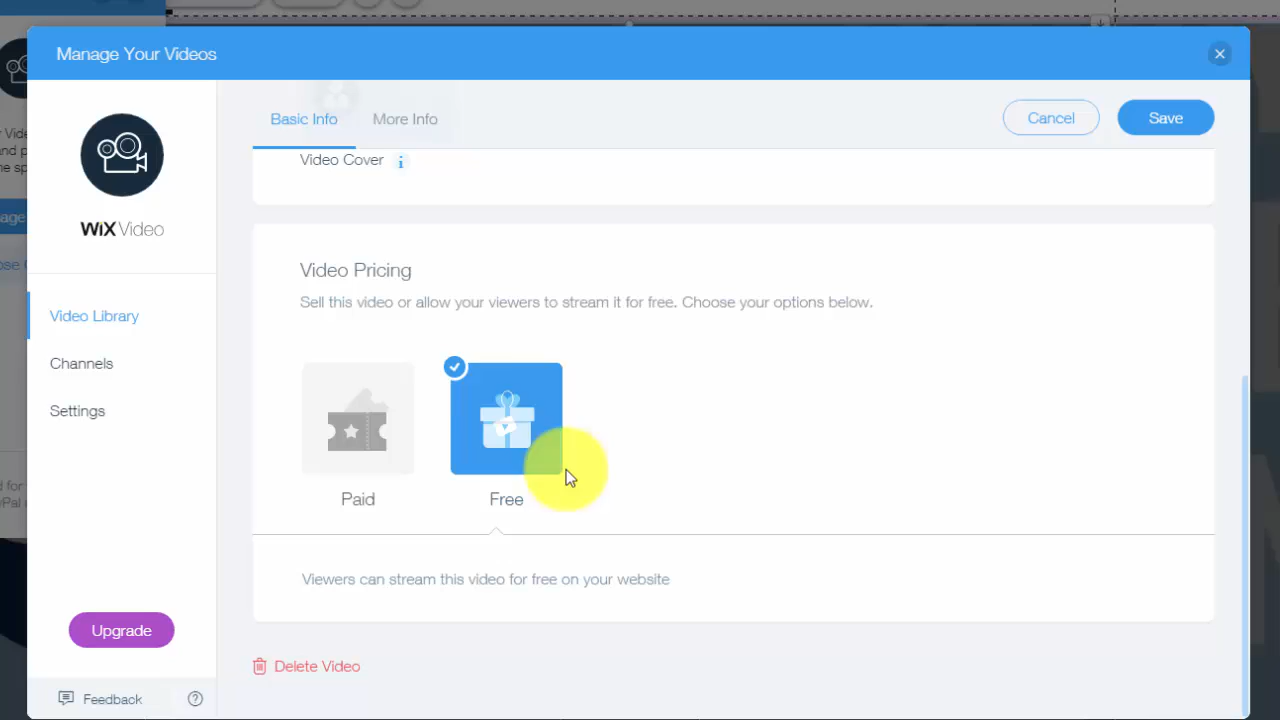 Manage Your Videos
WiX Video
Video Library
Channels
Settings
Upgrade
Feedback
Basic Info
More Info
Cancel
Save
Video Cover
Video Pricing
Sell this video or allow your viewers to stream it for free. Choose your options below.
Paid
Free
Viewers can stream this video for free on your website
Delete Video